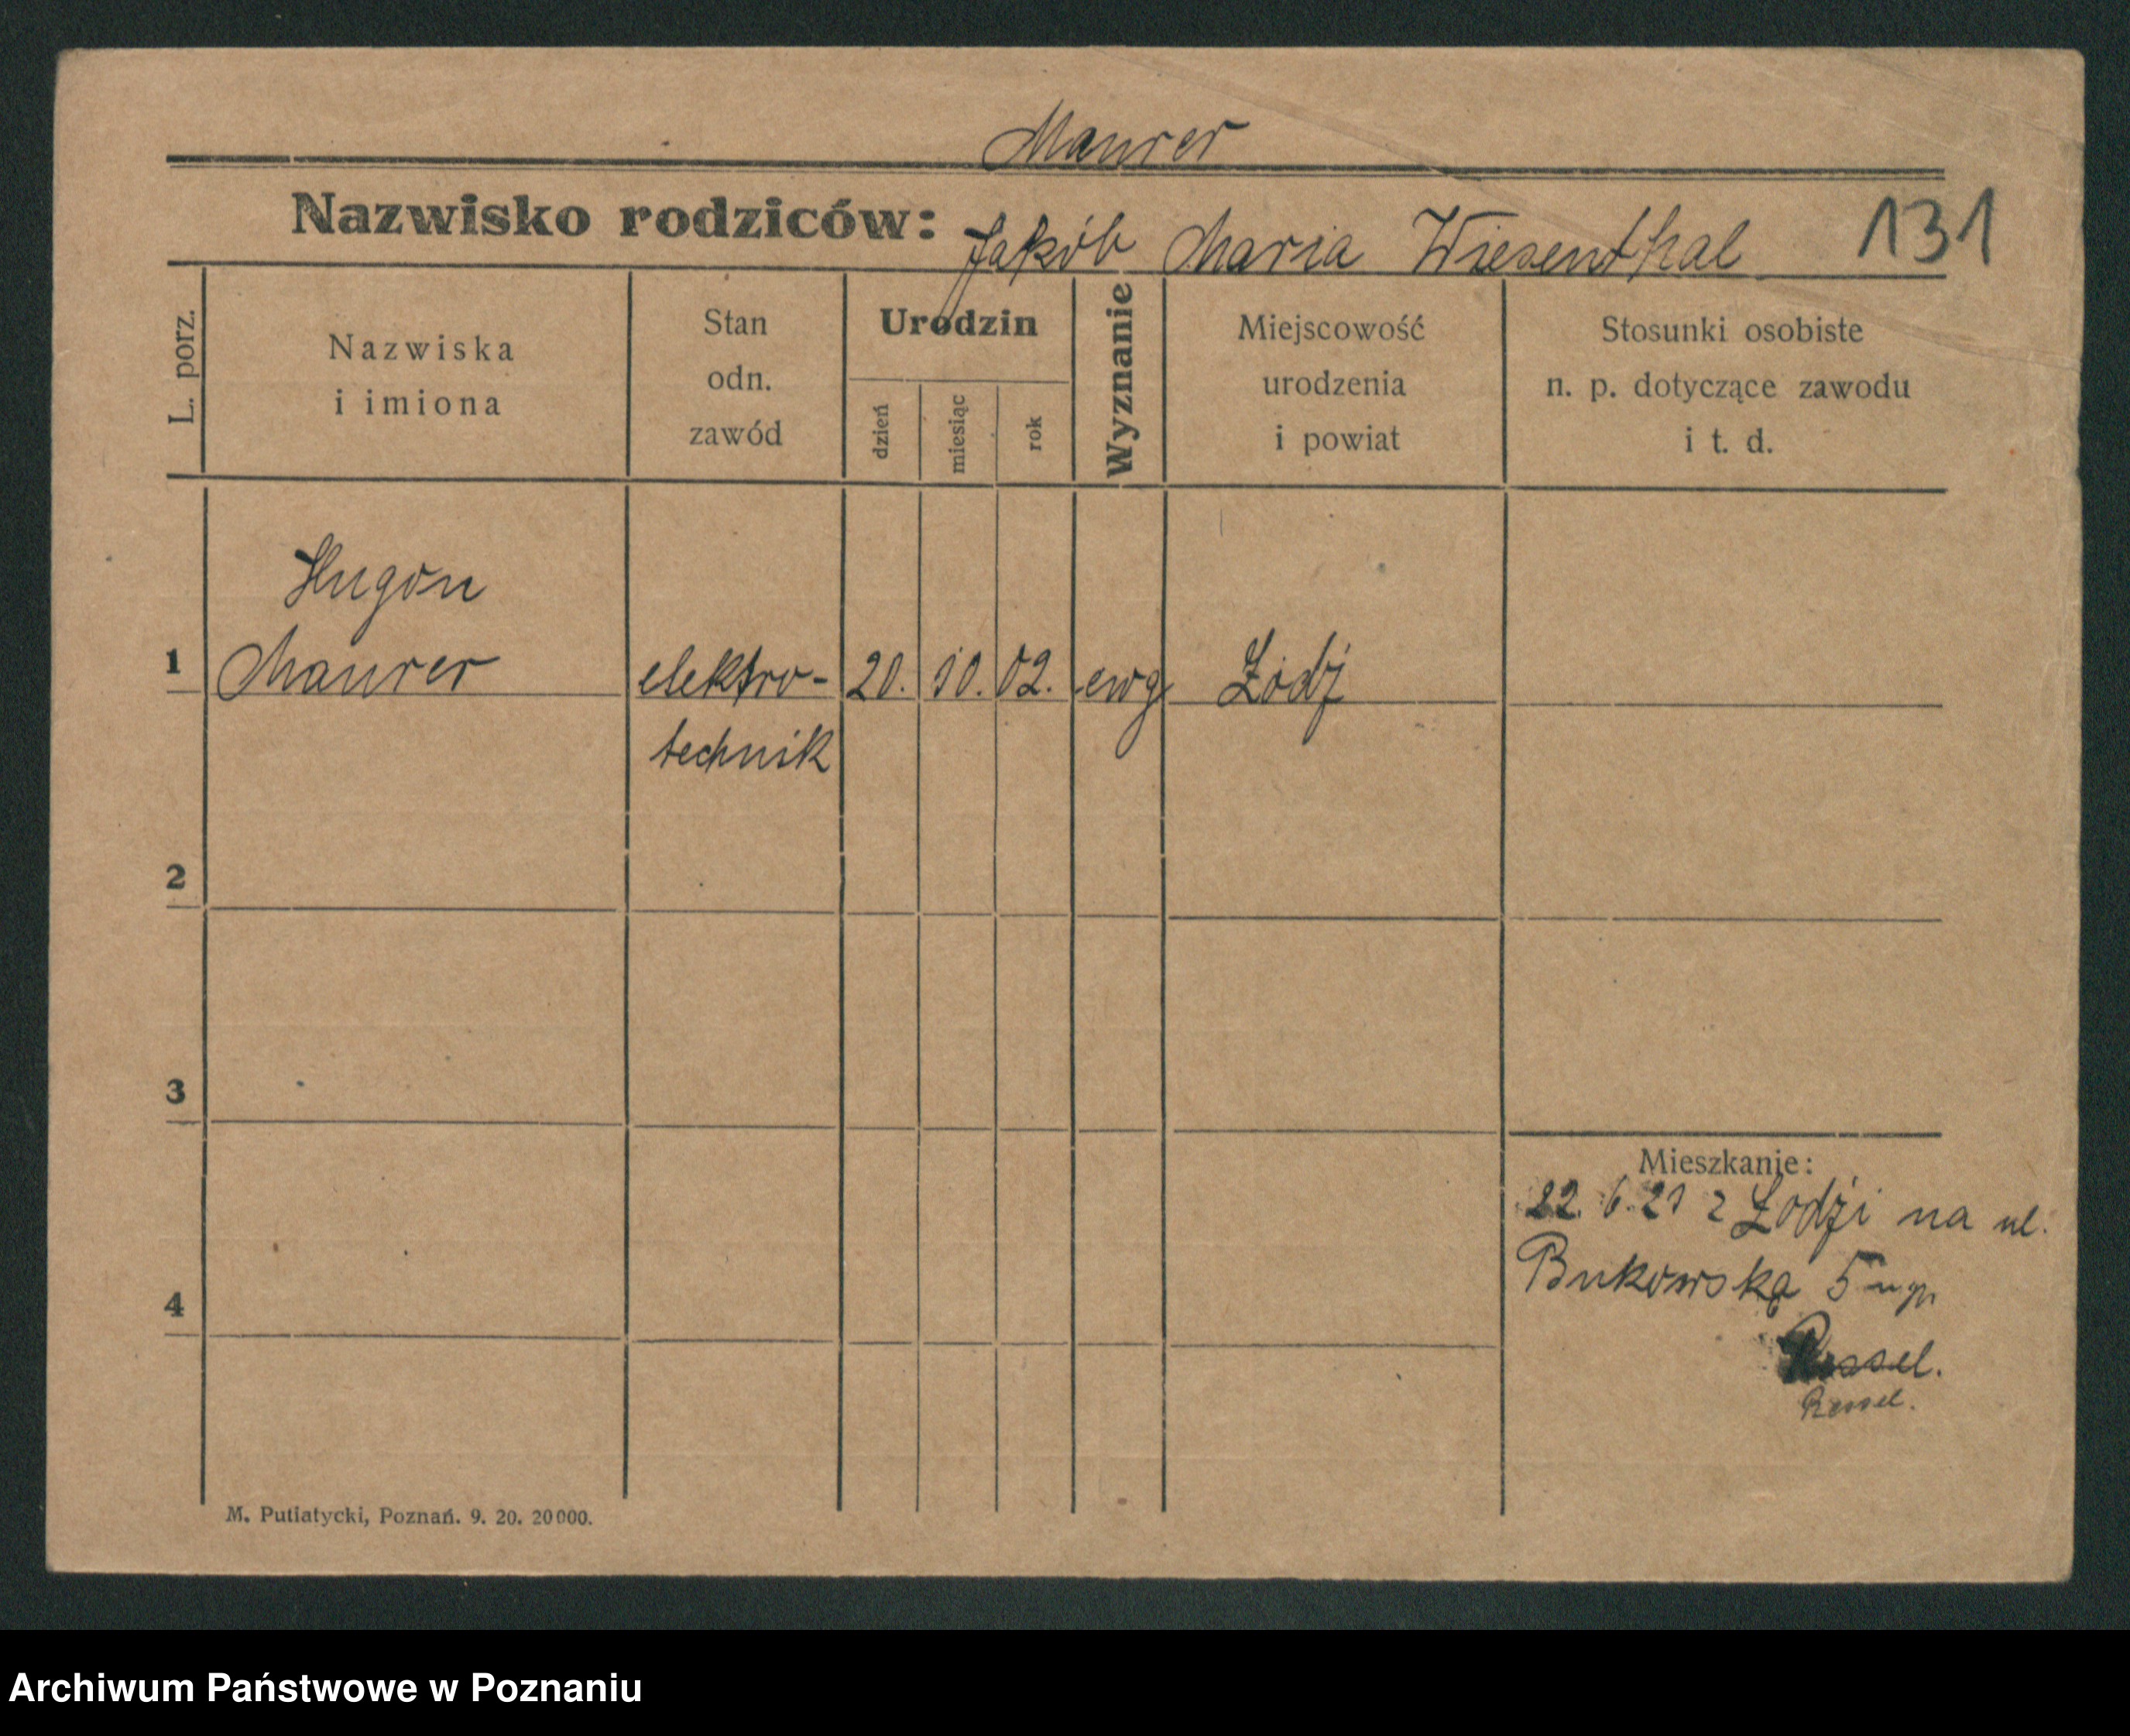 Maurer
Nazwisko rodziców: Jakób Maria Wiesenthal 131
L. porz.
Nazwiska
i imiona
Stan
odn.
zawód
Urodzin
dzień
miesiąc
rok
Wyznanie
Miejscowość
urodzenia
i powiat
Stosunki osobiste
n. p. dotyczące zawodu
i t. d.
Hugon
1 Maurer elektro- 20. 10. 02. ewg Łódź
technik
2
3
Mieszkanie:
22. 6. 21 z Łodzi na ul.
Bukowska 5
4
Ressel.
Ressel.
M. Putiatycki, Poznań. 9. 20. 20000.
Archiwum Państwowe w Poznaniu